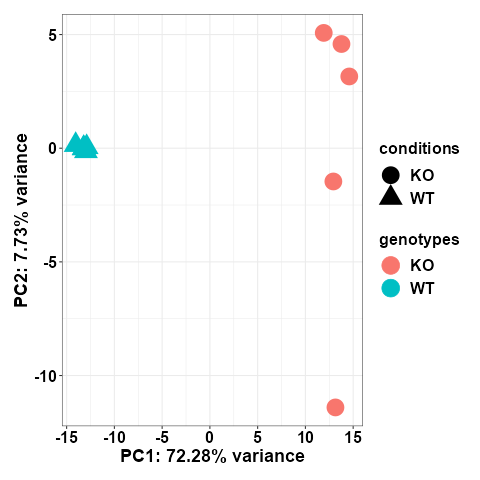 5
0
-5
-10
PC2: 7.73% variance
-15 -10 -5 0 5 10 15
PC1: 72.28% variance
conditions
KO
WT
genotypes
KO
WT